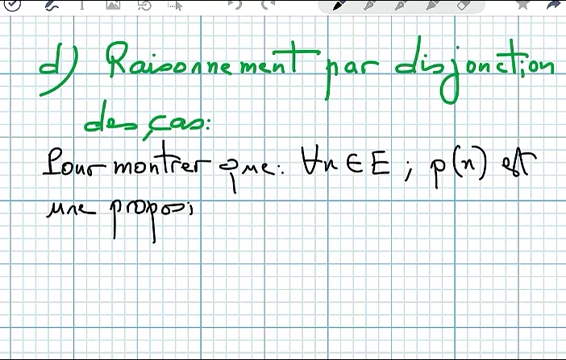 d) Raisonnement par disjonction
des cas:
Pour montrer que: ∀n ∈ E ; p(n) est
une proposi